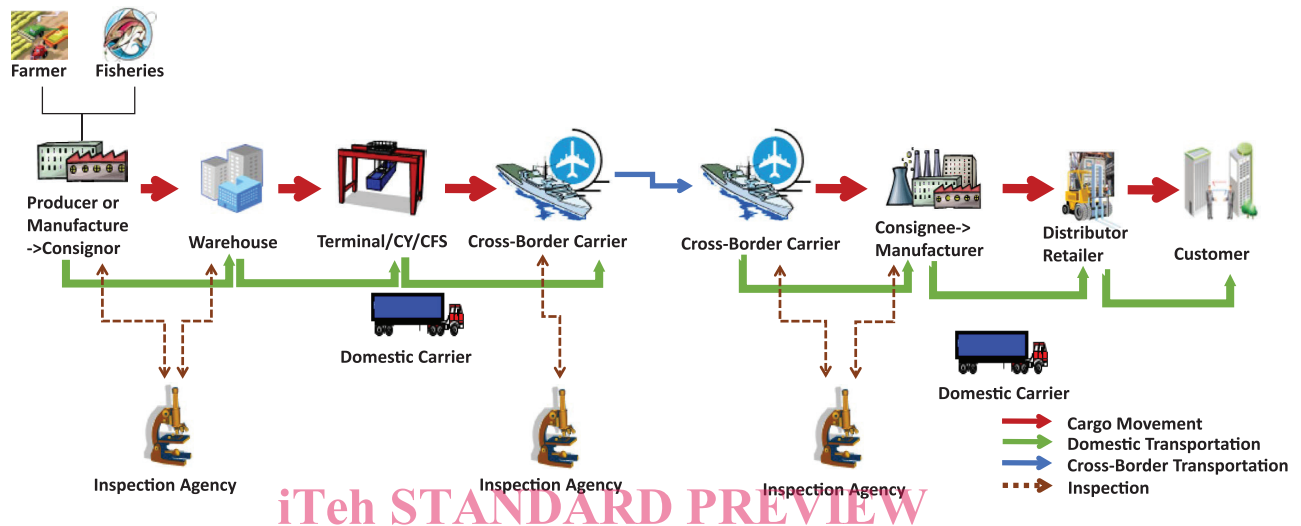 Farmer
Fisheries
Producer or
Manufacture
->Consignor
Warehouse
Terminal/CY/CFS
Cross-Border Carrier
Cross-Border Carrier
Consignee->
Manufacturer
Distributor
Retailer
Customer
Domestic Carrier
Domestic Carrier
Inspection Agency
Inspection Agency
Inspection Agency
Cargo Movement
Domestic Transportation
Cross-Border Transportation
Inspection
iTeh STANDARD PREVIEW